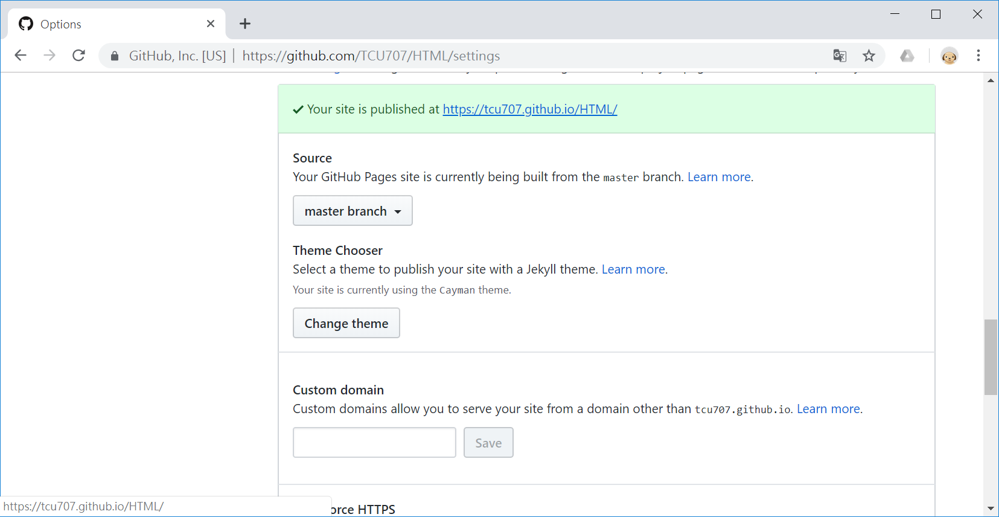 Options
GitHub, Inc. [US] | https://github.com/TCU707/HTML/settings
Your site is published at https://tcu707.github.io/HTML/
Source
Your GitHub Pages site is currently being built from the master branch. Learn more.
master branch
Theme Chooser
Select a theme to publish your site with a Jekyll theme. Learn more.
Your site is currently using the Cayman theme.
Change theme
Custom domain
Custom domains allow you to serve your site from a domain other than tcu707.github.io. Learn more.
Save
https://tcu707.github.io/HTML/
orce HTTPS